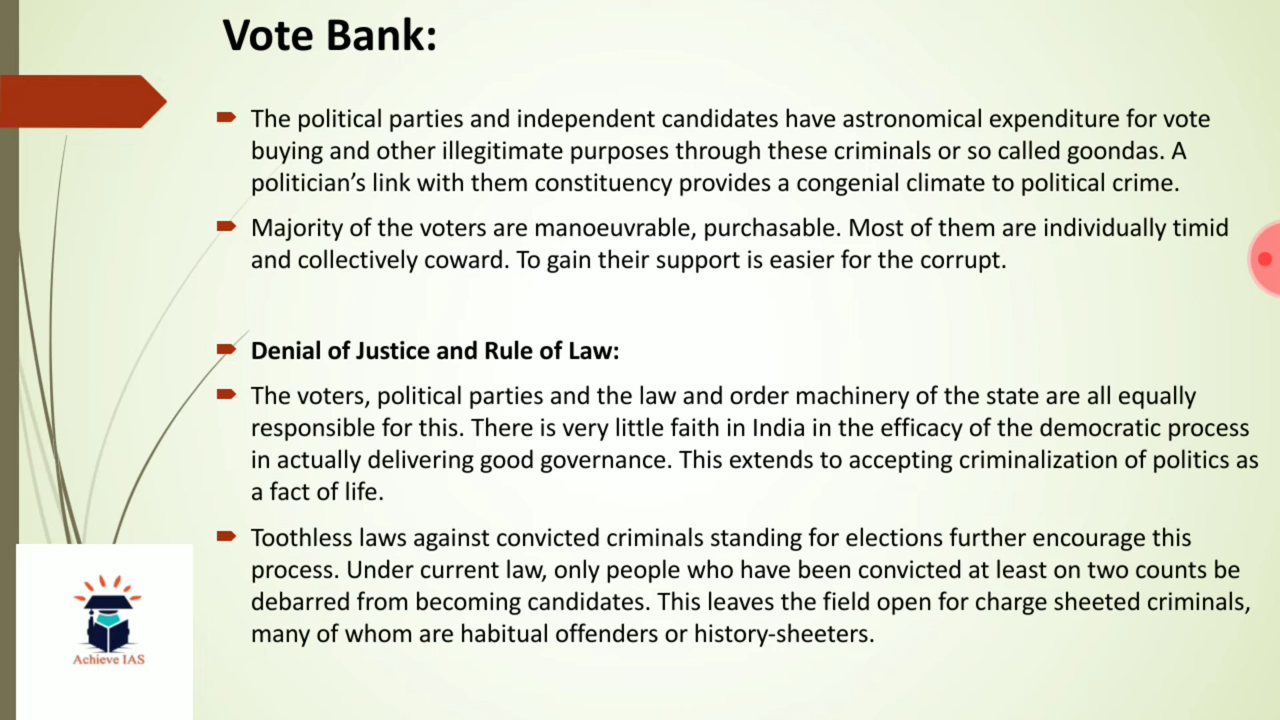 Vote Bank:
The political parties and independent candidates have astronomical expenditure for vote
buying and other illegitimate purposes through these criminals or so called goondas. A
politician’s link with them constituency provides a congenial climate to political crime.
Majority of the voters are manoeuvrable, purchasable. Most of them are individually timid
and collectively coward. To gain their support is easier for the corrupt.
Denial of Justice and Rule of Law:
The voters, political parties and the law and order machinery of the state are all equally
responsible for this. There is very little faith in India in the efficacy of the democratic process
in actually delivering good governance. This extends to accepting criminalization of politics as
a fact of life.
Toothless laws against convicted criminals standing for elections further encourage this
process. Under current law, only people who have been convicted at least on two counts be
debarred from becoming candidates. This leaves the field open for charge sheeted criminals,
many of whom are habitual offenders or history-sheeters.
Achieve IAS